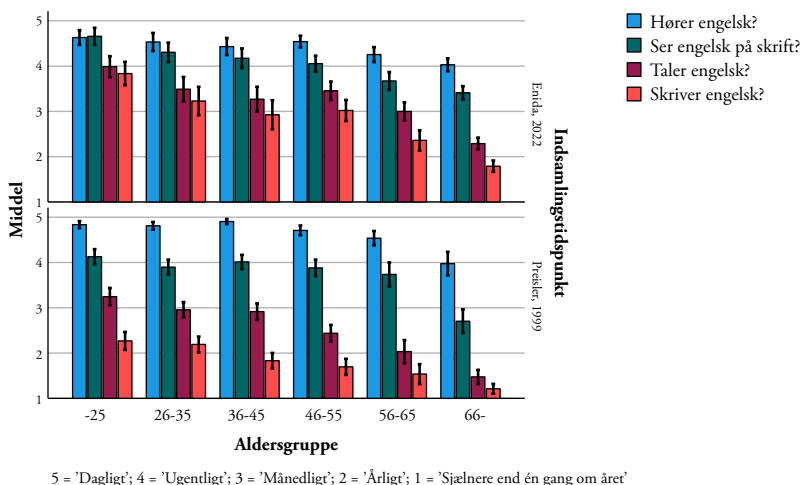 Hører engelsk?
Ser engelsk på skrift?
Taler engelsk?
Skriver engelsk?
5
4
3
2
1
Enida, 2022
5
4
3
2
1
Preisler, 1999
Middel
Indsamlingstidspunkt
-25 26-35 36-45 46-55 56-65 66-
Aldersgruppe
5 = ’Dagligt’; 4 = ’Ugentligt’; 3 = ’Månedligt’; 2 = ’Årligt’; 1 = ’Sjælnere end én gang om året’